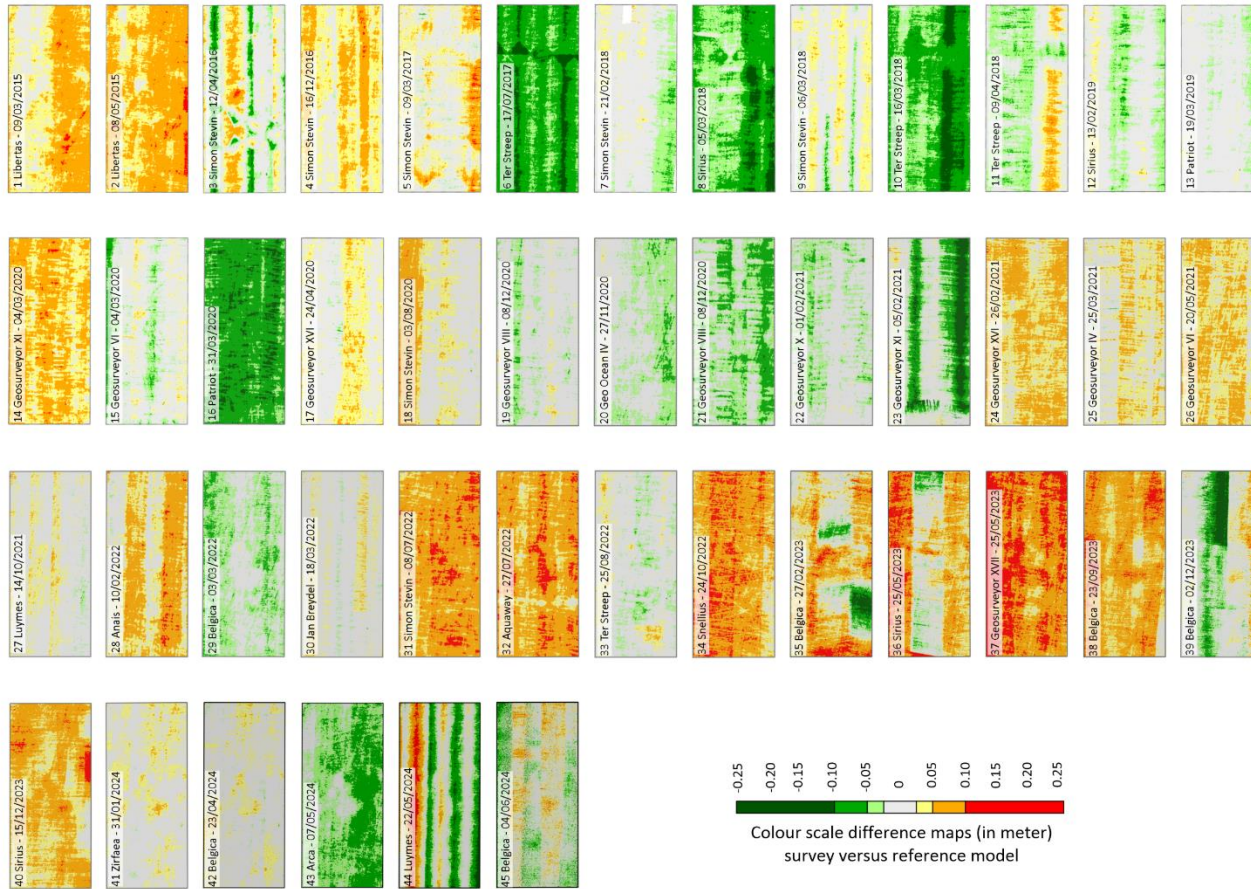 1 Libertas - 09/03/2015
2 Libertas - 08/05/2015
3 Simon Stevin - 12/04/2016
4 Simon Stevin - 16/12/2016
5 Simon Stevin - 09/03/2017
6 Ter Streep - 17/07/2017
7 Simon Stevin - 21/02/2018
8 Sirius - 05/03/2018
9 Simon Stevin - 06/03/2018
10 Ter Streep - 16/03/2018
11 Ter Streep - 09/04/2018
12 Sirius - 13/02/2019
13 Patriot - 19/03/2019
14 Geosurveyor XI - 04/03/2020
15 Geosurveyor VI - 04/03/2020
16 Patriot - 31/03/2020
17 Geosurveyor XVI - 24/04/2020
18 Simon Stevin - 03/08/2020
19 Geosurveyor VIII - 08/12/2020
20 Geo Ocean IV - 27/11/2020
21 Geosurveyor VIII - 08/12/2020
22 Geosurveyor X - 01/02/2021
23 Geosurveyor XI - 05/02/2021
24 Geosurveyor XVI - 26/02/2021
25 Geosurveyor IV - 25/03/2021
26 Geosurveyor VI - 20/05/2021
27 Luymes - 14/10/2021
28 Anais - 10/02/2022
29 Belgica - 03/03/2022
30 Jan Breydel - 18/03/2022
31 Simon Stevin - 08/07/2022
32 Aquaway - 27/07/2022
33 Ter Streep - 25/08/2022
34 Snellius - 24/10/2022
35 Belgica - 27/02/2023
36 Sirius - 25/05/2023
37 Geosurveyor XVII - 25/05/2023
38 Belgica - 23/09/2023
39 Belgica - 02/12/2023
40 Sirius - 15/12/2023
41 Zirfaea - 31/01/2024
42 Belgica - 23/04/2024
43 Arca - 07/05/2024
44 Luymes - 22/05/2024
45 Belgica - 04/06/2024
-0.25
-0.20
-0.10
-0.05
0
0.05
0.10
0.20
0.25
Colour scale difference maps (in meter)
survey versus reference model